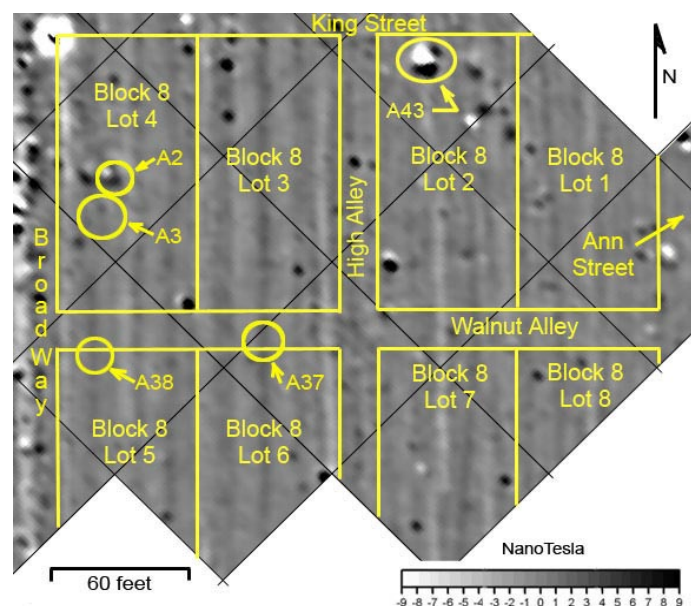 King Street
N
Block 8
Lot 4
A43
A2
Block 8
Lot 3
Block 8
Lot 2
Block 8
Lot 1
A3
High Alley
Ann
Street
Broad Way
Walnut Alley
A38
A37
Block 8
Lot 5
Block 8
Lot 6
Block 8
Lot 7
Block 8
Lot 8
60 feet
NanoTesla
-9 -8 -7 -6 -5 -4 -3 -2 -1 0 1 2 3 4 5 6 7 8 9